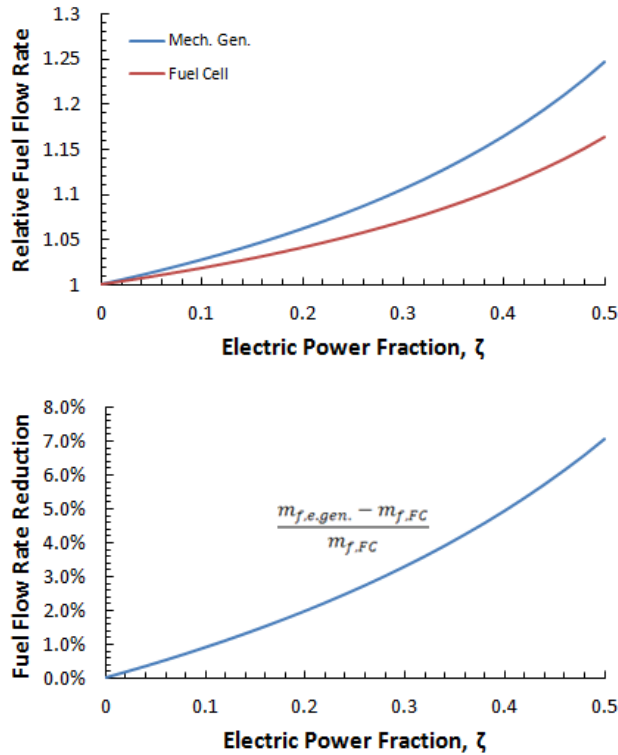 Relative Fuel Flow Rate
1.3
1.25
1.2
1.15
1.1
1.05
1
Mech. Gen.
Fuel Cell
0 0.1 0.2 0.3 0.4 0.5
Electric Power Fraction, ζ
Fuel Flow Rate Reduction
8.0%
7.0%
6.0%
5.0%
4.0%
3.0%
2.0%
1.0%
0.0%
m_{f,e.gen.} − m_{f,FC}
m_{f,FC}
0 0.1 0.2 0.3 0.4 0.5
Electric Power Fraction, ζ